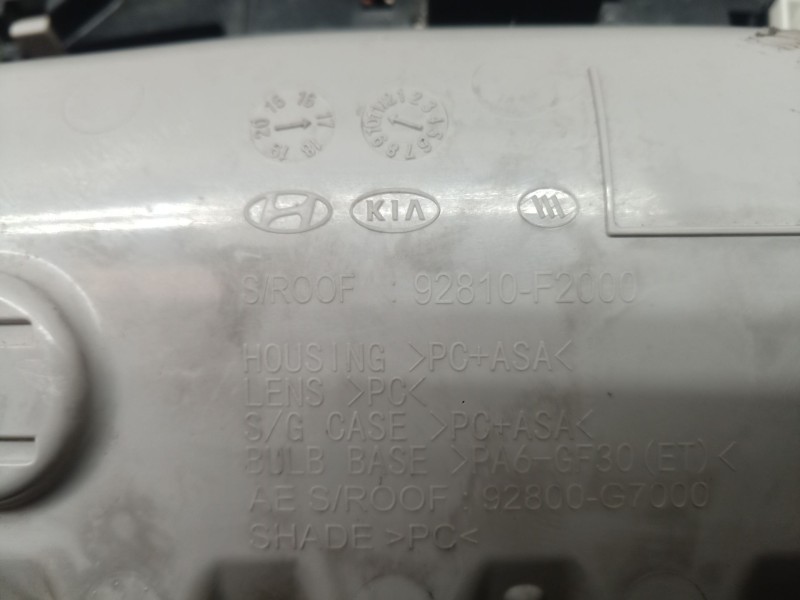 15 16 17 18 19 20
1 2 3 4 5 6 7 8 9 10 11 12
KIA
S/ROOF : 92810-F2000
HOUSING >PC+ASA<
LENS >PC<
S/G CASE >PC+ASA<
BULB BASE >PA6-GF30(ET)<
AE S/ROOF : 92800-G7000
SHADE >PC<